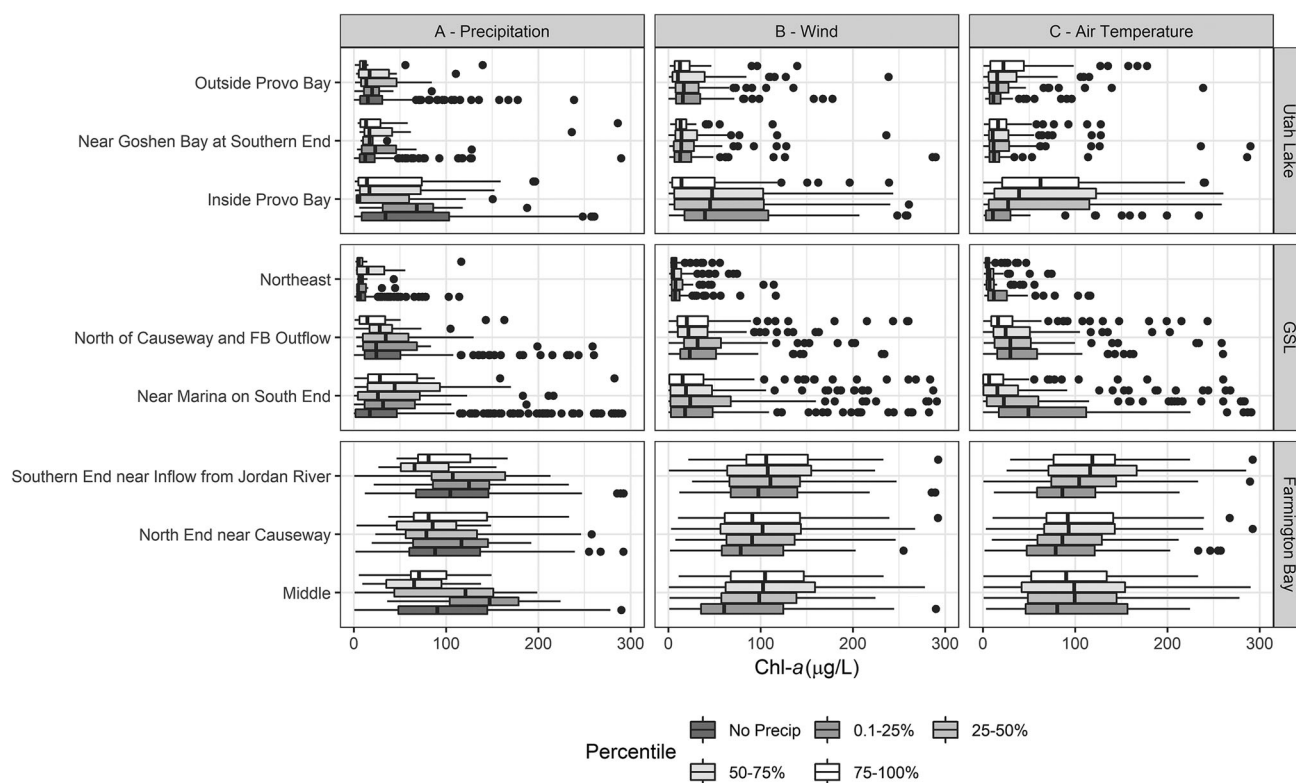 A - Precipitation
B - Wind
C - Air Temperature
Outside Provo Bay
Near Goshen Bay at Southern End
Inside Provo Bay
Utah Lake
Northeast
North of Causeway and FB Outflow
Near Marina on South End
GSL
Southern End near Inflow from Jordan River
North End near Causeway
Middle
Farmington Bay
0 100 200 300 0 100 200 300 0 100 200 300
Chl-a (μg/L)
Percentile
No Precip 0.1-25% 25-50%
50-75% 75-100%